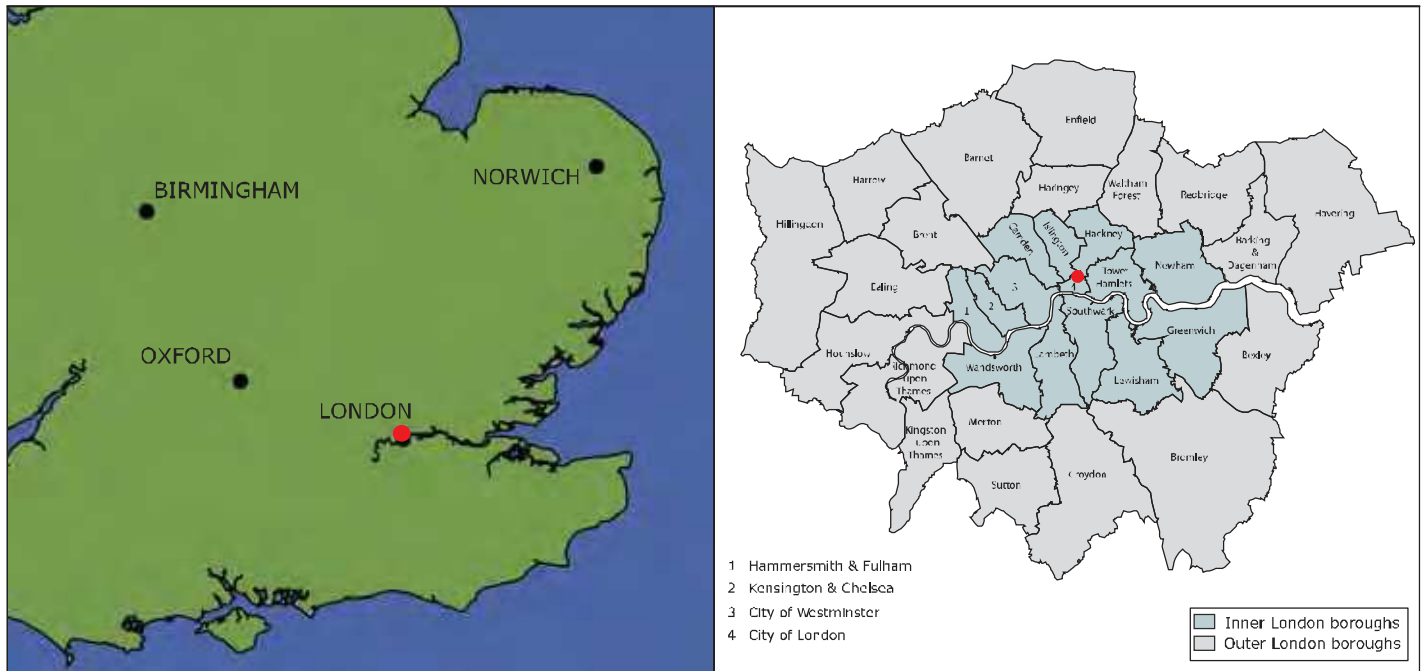 BIRMINGHAM
NORWICH
OXFORD
LONDON
Enfield
Barnet
Harrow
Haringey
Waltham
Forest
Redbridge
Havering
Hillingdon
Brent
Camden
Islington
Hackney
Barking
&
Dagenham
Newham
Tower
Hamlets
Ealing
3
4
2
1
Southwark
Greenwich
Hounslow
Lambeth
Bexley
Richmond
upon
Thames
Wandsworth
Lewisham
Merton
Kingston
upon
Thames
Bromley
Croydon
Sutton
1 Hammersmith & Fulham
2 Kensington & Chelsea
3 City of Westminster
4 City of London
Inner London boroughs
Outer London boroughs